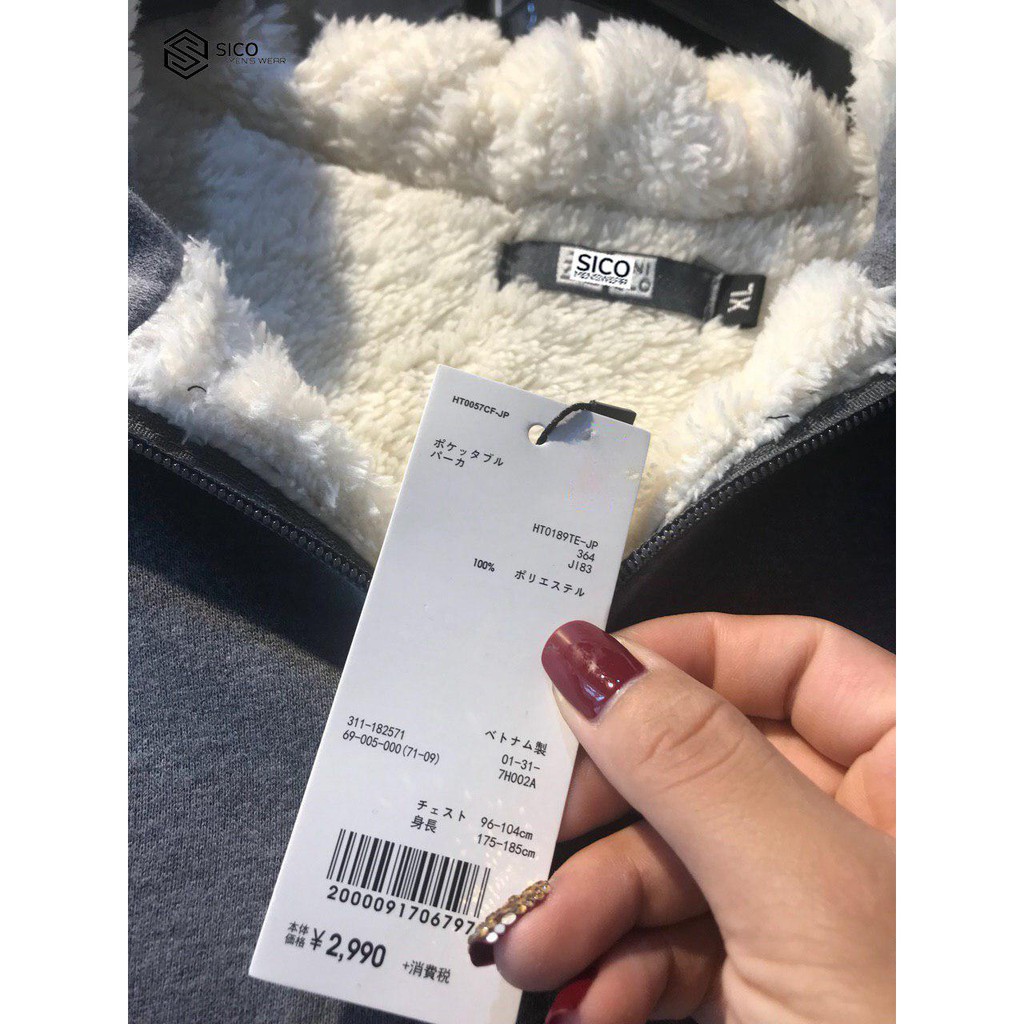 SICO
MEN'S WEAR
SICO
MENSWEAR
XL
HT0057CF-JP
ポケッタブル
パーカ
HT0189TE-JP
364
J183
100% ポリエステル
311-182571
69-005-000(71-09)
ベトナム製
01-31-
7H002A
チェスト 96-104cm
身長 175-185cm
2000091706797
本体
価格 ¥2,990 +消費税